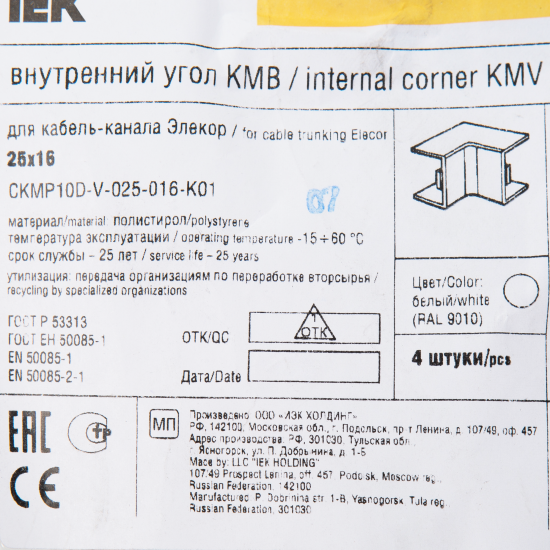 IEK
внутренний угол КМВ / internal corner KMV
для кабель-канала Элекор / for cable trunking Elecor
25x16
CKMP10D-V-025-016-K01
материал/material: полистирол/polystyrere
температура эксплуатации / operating temperature -15÷60 °C
срок службы - 25 лет / service life - 25 years
утилизация: передача организациям по переработке вторсырья /
recycling by specialized organizations
Цвет/Color:
белый/white
(RAL 9010)
ГОСТ Р 53313
ГОСТ ЕН 50085-1
EN 50085-1
EN 50085-2-1
ОТК/QC
1
ОТК
Дата/Date
4 штуки/pcs
EAC
тр
МП
CE
Произведено: ООО «ИЭК ХОЛДИНГ»
РФ, 142100, Московская обл., г. Подольск, пр-т Ленина, д. 107/49, оф. 457
Адрес производства: РФ, 301030, Тульская обл.,
г. Ясногорск, ул. П. Добрынина, д. 1-Б
Made by: LLC "IEK HOLDING"
107/49 Prospect Lenina, off. 457, Podolsk, Moscow reg.,
Russian Federation, 142100
Manufactured: P. Dobrinina str. 1-B, Yasnogorsk, Tula reg.,
Russian Federation, 301030